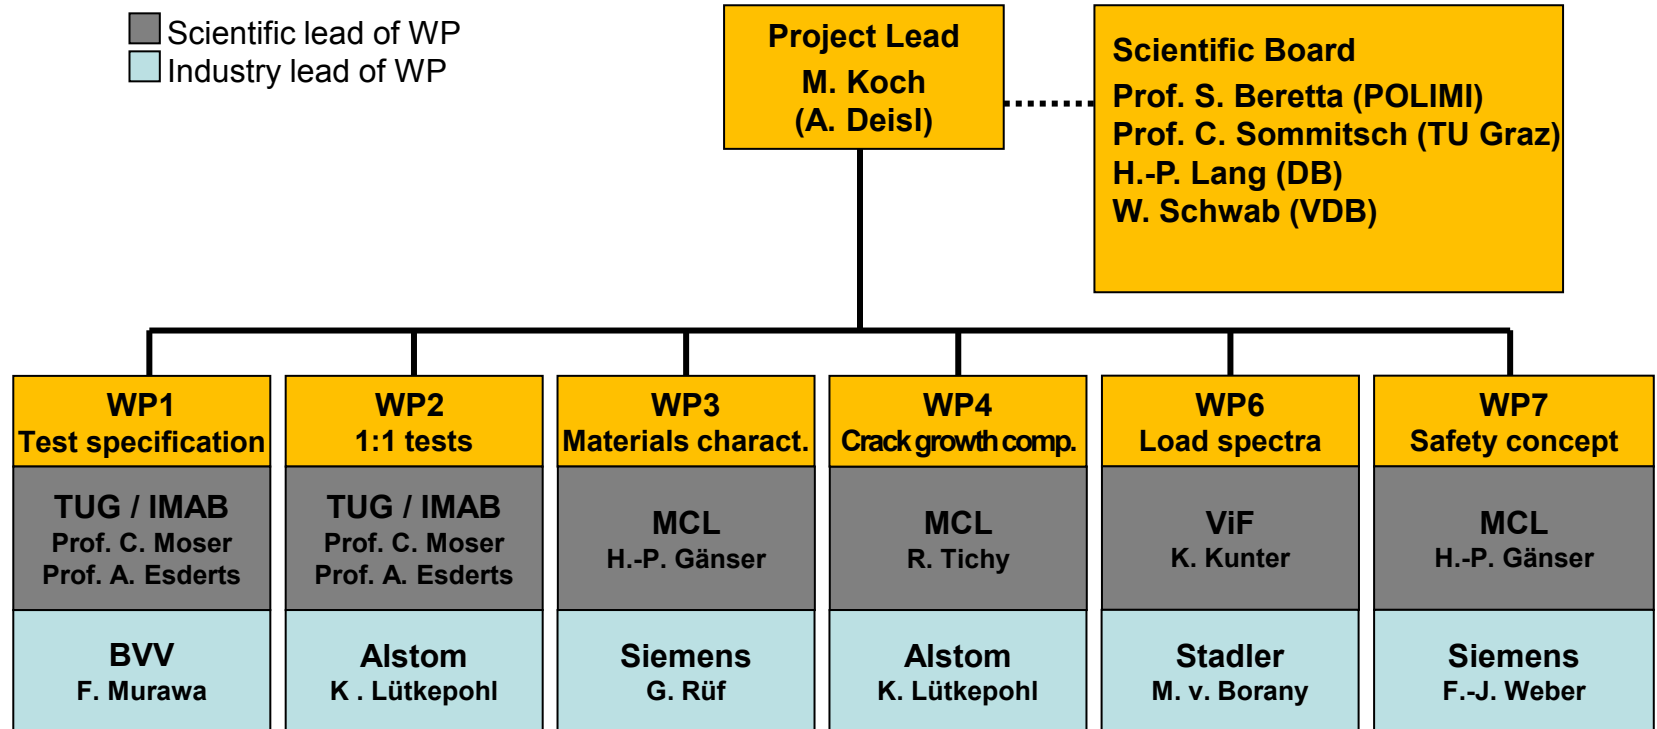 Scientific lead of WP
Industry lead of WP
Project Lead
M. Koch
(A. Deisl)
Scientific Board
Prof. S. Beretta (POLIMI)
Prof. C. Sommitsch (TU Graz)
H.-P. Lang (DB)
W. Schwab (VDB)
WP1
Test specification
TUG / IMAB
Prof. C. Moser
Prof. A. Esderts
BVV
F. Murawa
WP2
1:1 tests
TUG / IMAB
Prof. C. Moser
Prof. A. Esderts
Alstom
K . Lütkepohl
WP3
Materials charact.
MCL
H.-P. Gänser
Siemens
G. Rüf
WP4
Crack growth comp.
MCL
R. Tichy
Alstom
K. Lütkepohl
WP6
Load spectra
ViF
K. Kunter
Stadler
M. v. Borany
WP7
Safety concept
MCL
H.-P. Gänser
Siemens
F.-J. Weber